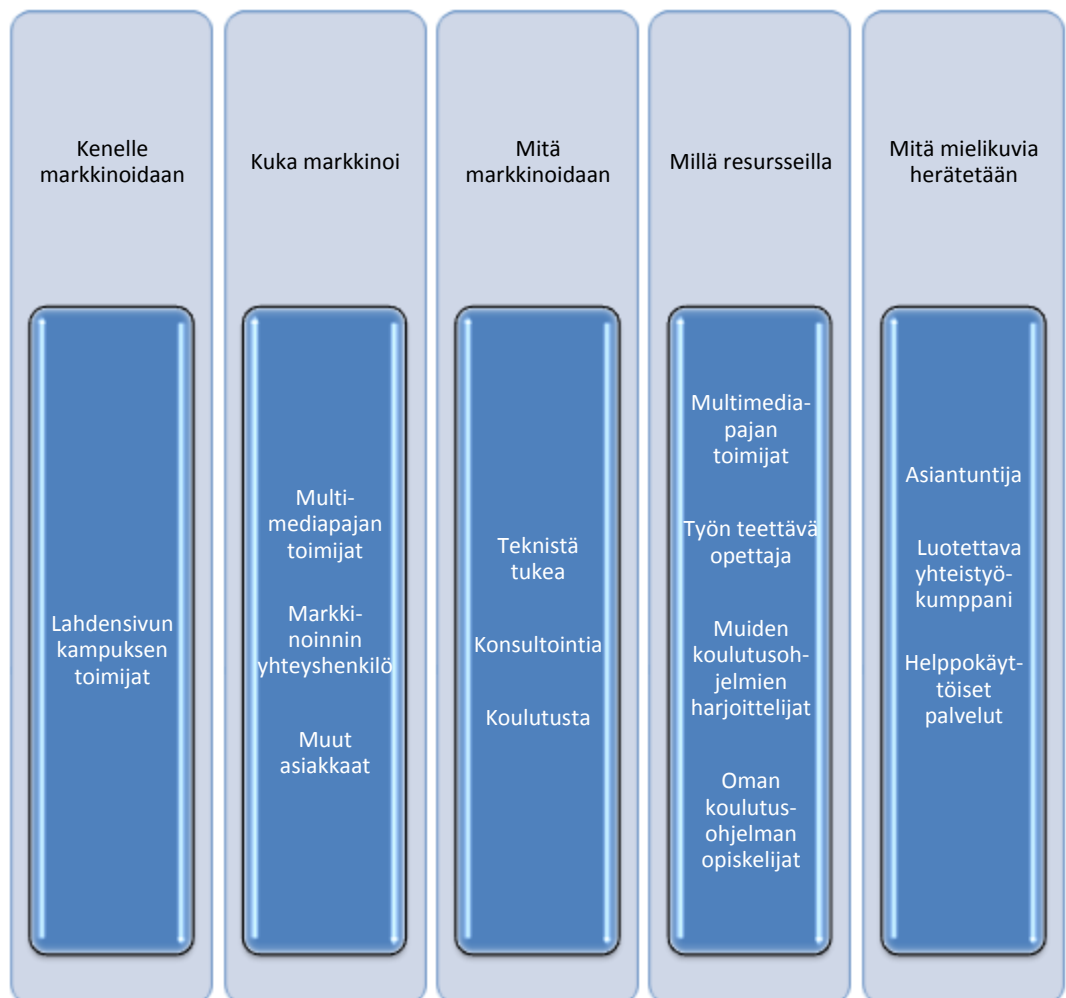 Kenelle
markkinoidaan
Lahdensivun
kampuksen
toimijat
Kuka markkinoi
Multi-
mediapajan
toimijat
Markki-
noinnin
yhteyshenkilö
Muut
asiakkaat
Mitä
markkinoidaan
Teknistä
tukea
Konsultointia
Koulutusta
Millä resursseilla
Multimedia-
pajan
toimijat
Työn teettävä
opettaja
Muiden
koulutusoh-
jelmien
harjoittelijat
Oman
koulutus-
ohjelman
opiskelijat
Mitä mielikuvia
herätetään
Asiantuntija
Luotettava
yhteistyö-
kumppani
Helppokäyt-
töiset
palvelut